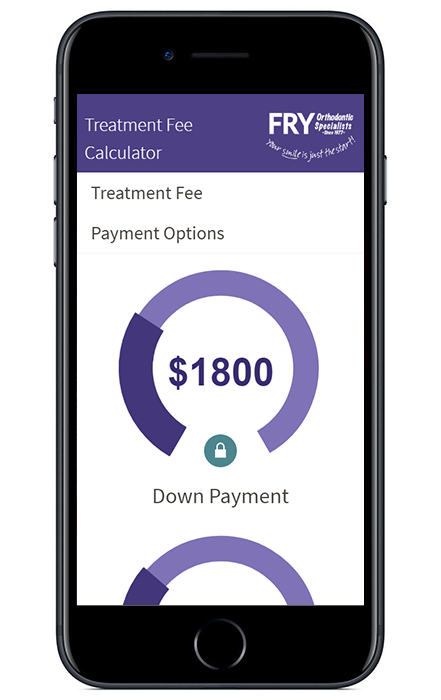 Treatment Fee
Calculator
FRY Orthodontic
Specialists
~Since 1977~
your smile is just the start!
Treatment Fee
Payment Options
$1800
Down Payment